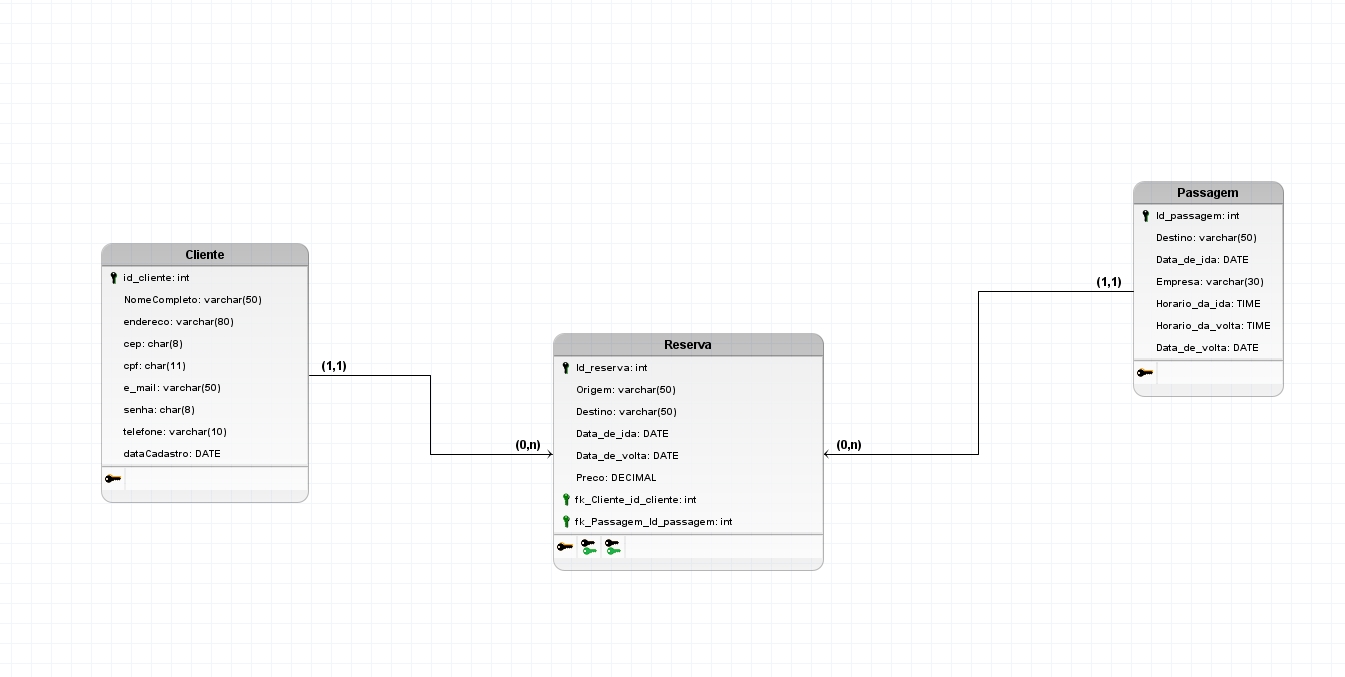 Cliente
id_cliente: int
NomeCompleto: varchar(50)
endereco: varchar(80)
cep: char(8)
cpf: char(11)
e_mail: varchar(50)
senha: char(8)
telefone: varchar(10)
dataCadastro: DATE
(1,1)
(0,n)
Reserva
Id_reserva: int
Origem: varchar(50)
Destino: varchar(50)
Data_de_ida: DATE
Data_de_volta: DATE
Preco: DECIMAL
fk_Cliente_id_cliente: int
fk_Passagem_Id_passagem: int
(0,n)
(1,1)
Passagem
Id_passagem: int
Destino: varchar(50)
Data_de_ida: DATE
Empresa: varchar(30)
Horario_da_ida: TIME
Horario_da_volta: TIME
Data_de_volta: DATE